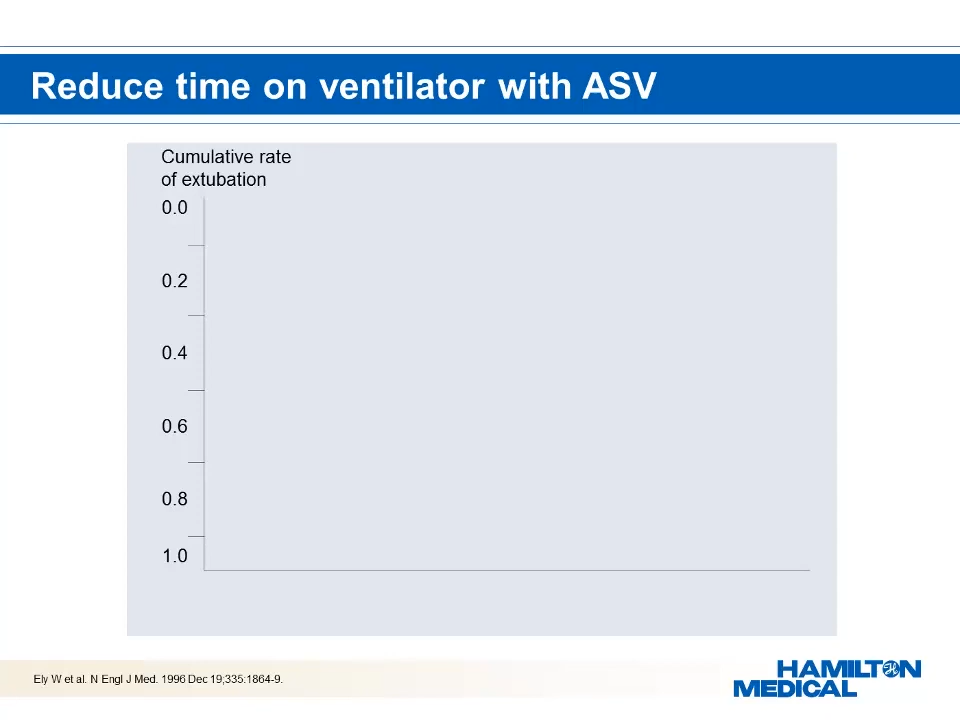 Reduce time on ventilator with ASV
Cumulative rate
of extubation
0.0
0.2
0.4
0.6
0.8
1.0
Ely W et al. N Engl J Med. 1996 Dec 19;335:1864-9.
HAMILTON
MEDICAL